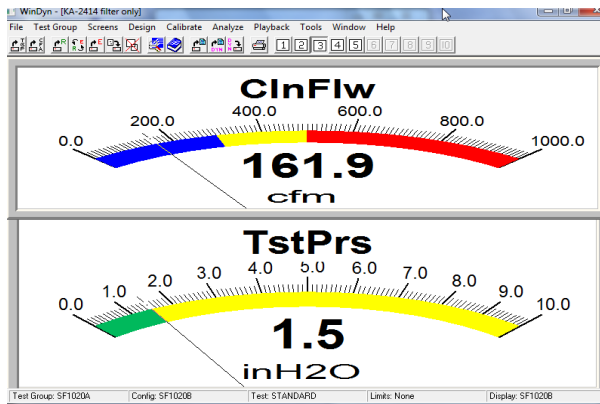 WinDyn - [KA-2414 filter only]
File Test Group Screens Design Calibrate Analyze Playback Tools Window Help
1 2 3 4 5 6 7 8 9 10
ClnFlw
0.0 200.0 400.0 600.0 800.0 1000.0
161.9
cfm
TstPrs
0.0 1.0 2.0 3.0 4.0 5.0 6.0 7.0 8.0 9.0 10.0
1.5
inH2O
Test Group: SF1020A Config: SF1020B Test: STANDARD Limits: None Display: SF1020B